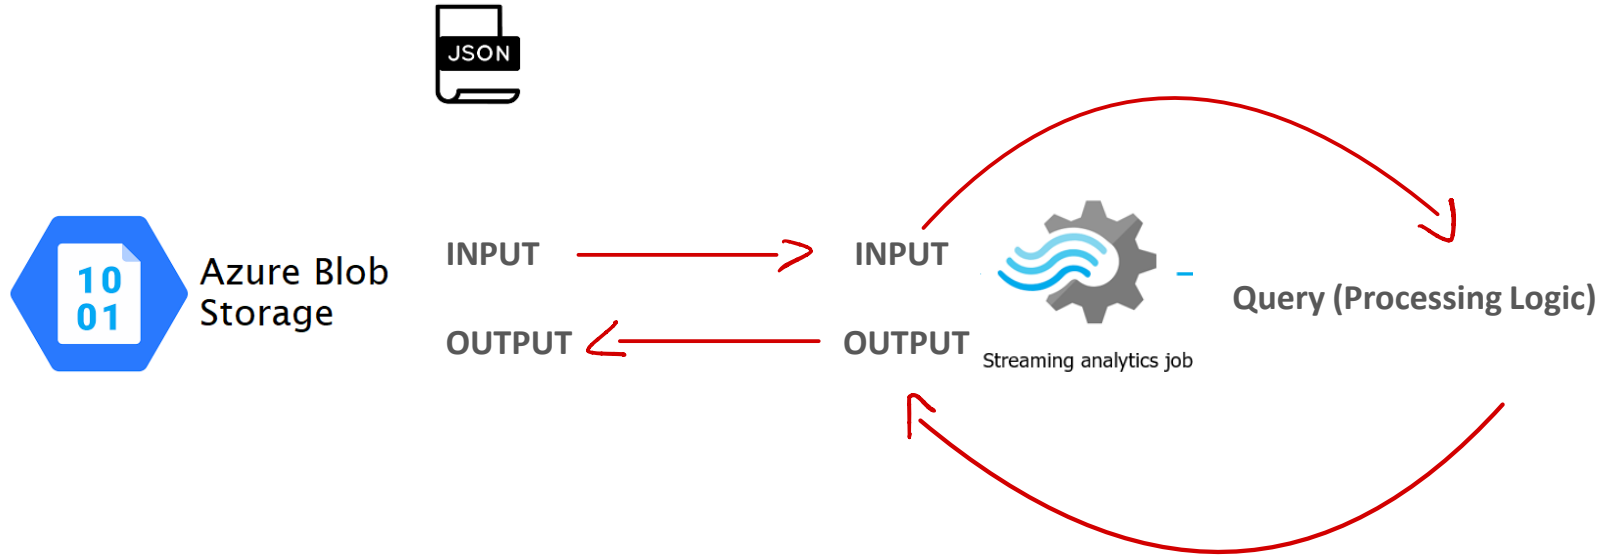 JSON
10
01
Azure Blob
Storage
INPUT
INPUT
OUTPUT
OUTPUT
Streaming analytics job
Query (Processing Logic)